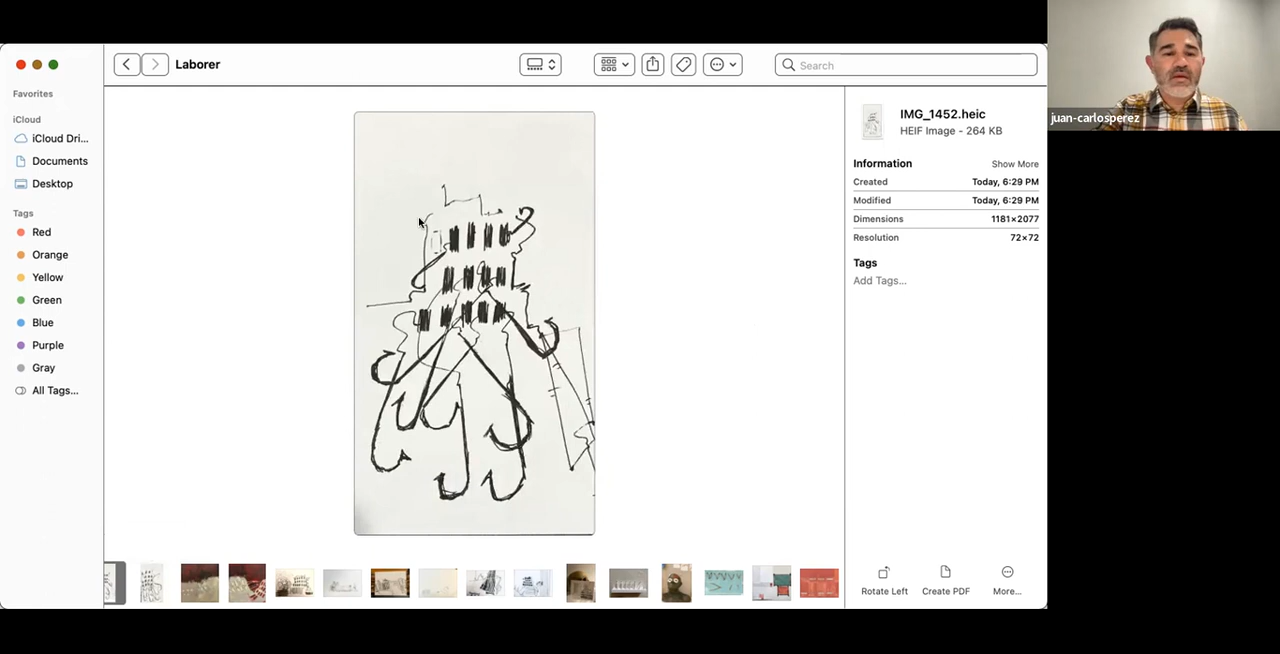 Laborer
Search
juan-carlosperez
Favorites
iCloud
iCloud Dri...
Documents
Desktop
Tags
Red
Orange
Yellow
Green
Blue
Purple
Gray
All Tags...
IMG_1452.heic
HEIF Image - 264 KB
Information Show More
Created Today, 6:29 PM
Modified Today, 6:29 PM
Dimensions 1181×2077
Resolution 72×72
Tags
Add Tags...
Rotate Left Create PDF More...